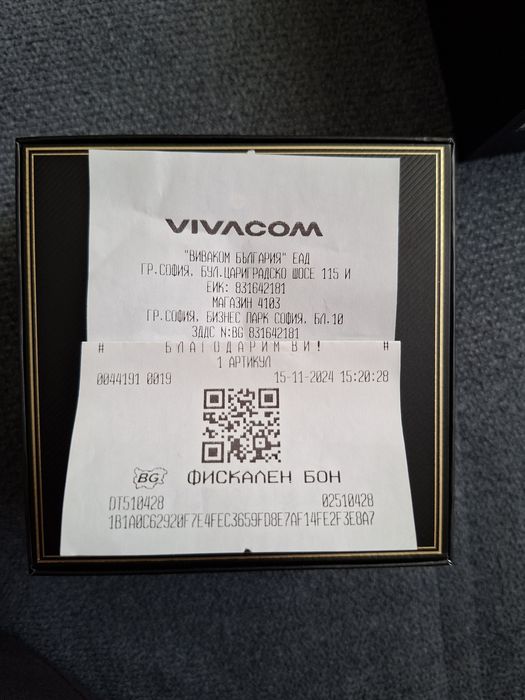 VIVACOM
"ВИВАКОМ БЪЛГАРИЯ" ЕАД
ГР.СОФИЯ, БУЛ.ЦАРИГРАДСКО ШОСЕ 115 И
ЕИК: 831642181
МАГАЗИН 4103
ГР.СОФИЯ, БИЗНЕС ПАРК СОФИЯ, БЛ.10
ЗДДС N:BG 831642181
# БЛАГОДАРИМ ВИ! #
1 АРТИКУЛ
0044191 0019 15-11-2024 15:20:28
BG ФИСКАЛЕН БОН
DT510428 02510428
1B1A0C62920F7E4FEC3659FD8E7AF14FE2F3E8A7